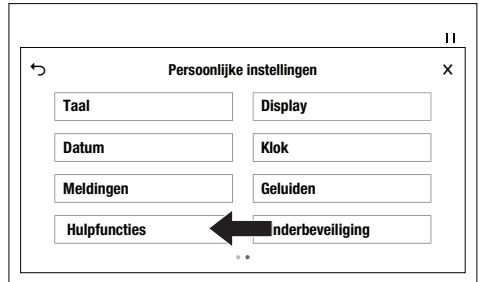 Persoonlijke instellingen
Taal
Display
Datum
Klok
Meldingen
Geluiden
Hulpfuncties
nderbeveiliging